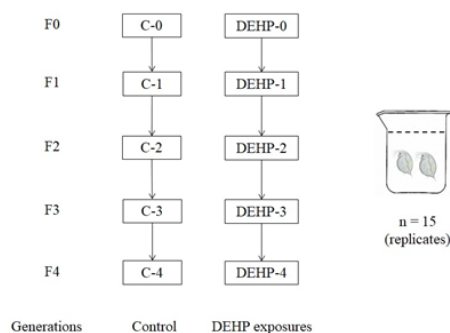 F0 C-0 DEHP-0
F1 C-1 DEHP-1
F2 C-2 DEHP-2
F3 C-3 DEHP-3
F4 C-4 DEHP-4
Generations Control DEHP exposures
n = 15
(replicates)